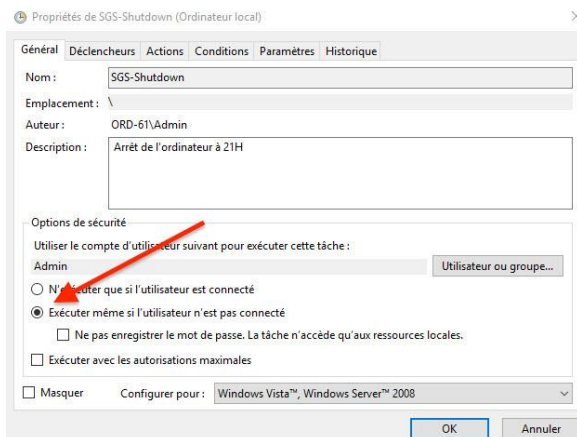 Propriétés de SGS-Shutdown (Ordinateur local)
Général Déclencheurs Actions Conditions Paramètres Historique
Nom : SGS-Shutdown
Emplacement : \
Auteur : ORD-61\Admin
Description : Arrêt de l'ordinateur à 21H
Options de sécurité
Utiliser le compte d'utilisateur suivant pour exécuter cette tâche :
Admin Utilisateur ou groupe...
N'exécuter que si l'utilisateur est connecté
Exécuter même si l'utilisateur n'est pas connecté
Ne pas enregistrer le mot de passe. La tâche n'accède qu'aux ressources locales.
Exécuter avec les autorisations maximales
Masquer Configurer pour : Windows Vista™, Windows Server™ 2008
OK Annuler